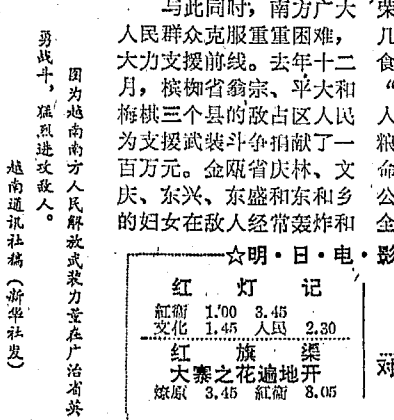 图为越南南方人民解放武装力量在广治省英
勇战斗，猛烈进攻敌人。
越南通讯社稿（新华社发）
与此同时，南方广大
人民群众克服重重困难，
大力支援前线。去年十二
月，槟椥省翁宗、平大和
梅棋三个县的敌占区人民
为支援武装斗争捐献了一
百万元。金瓯省庆林、文
庆、东兴、东盛和东和乡
的妇女在敌人经常轰炸和
☆明·日·电·影
红灯记
紅衛 1.00 3.45
文化 1.45 人民 2.30
红旗渠
大寨之花遍地开
燎原 3.45 紅衛 8.05
几
食
“
人
粮
命
公
金
对